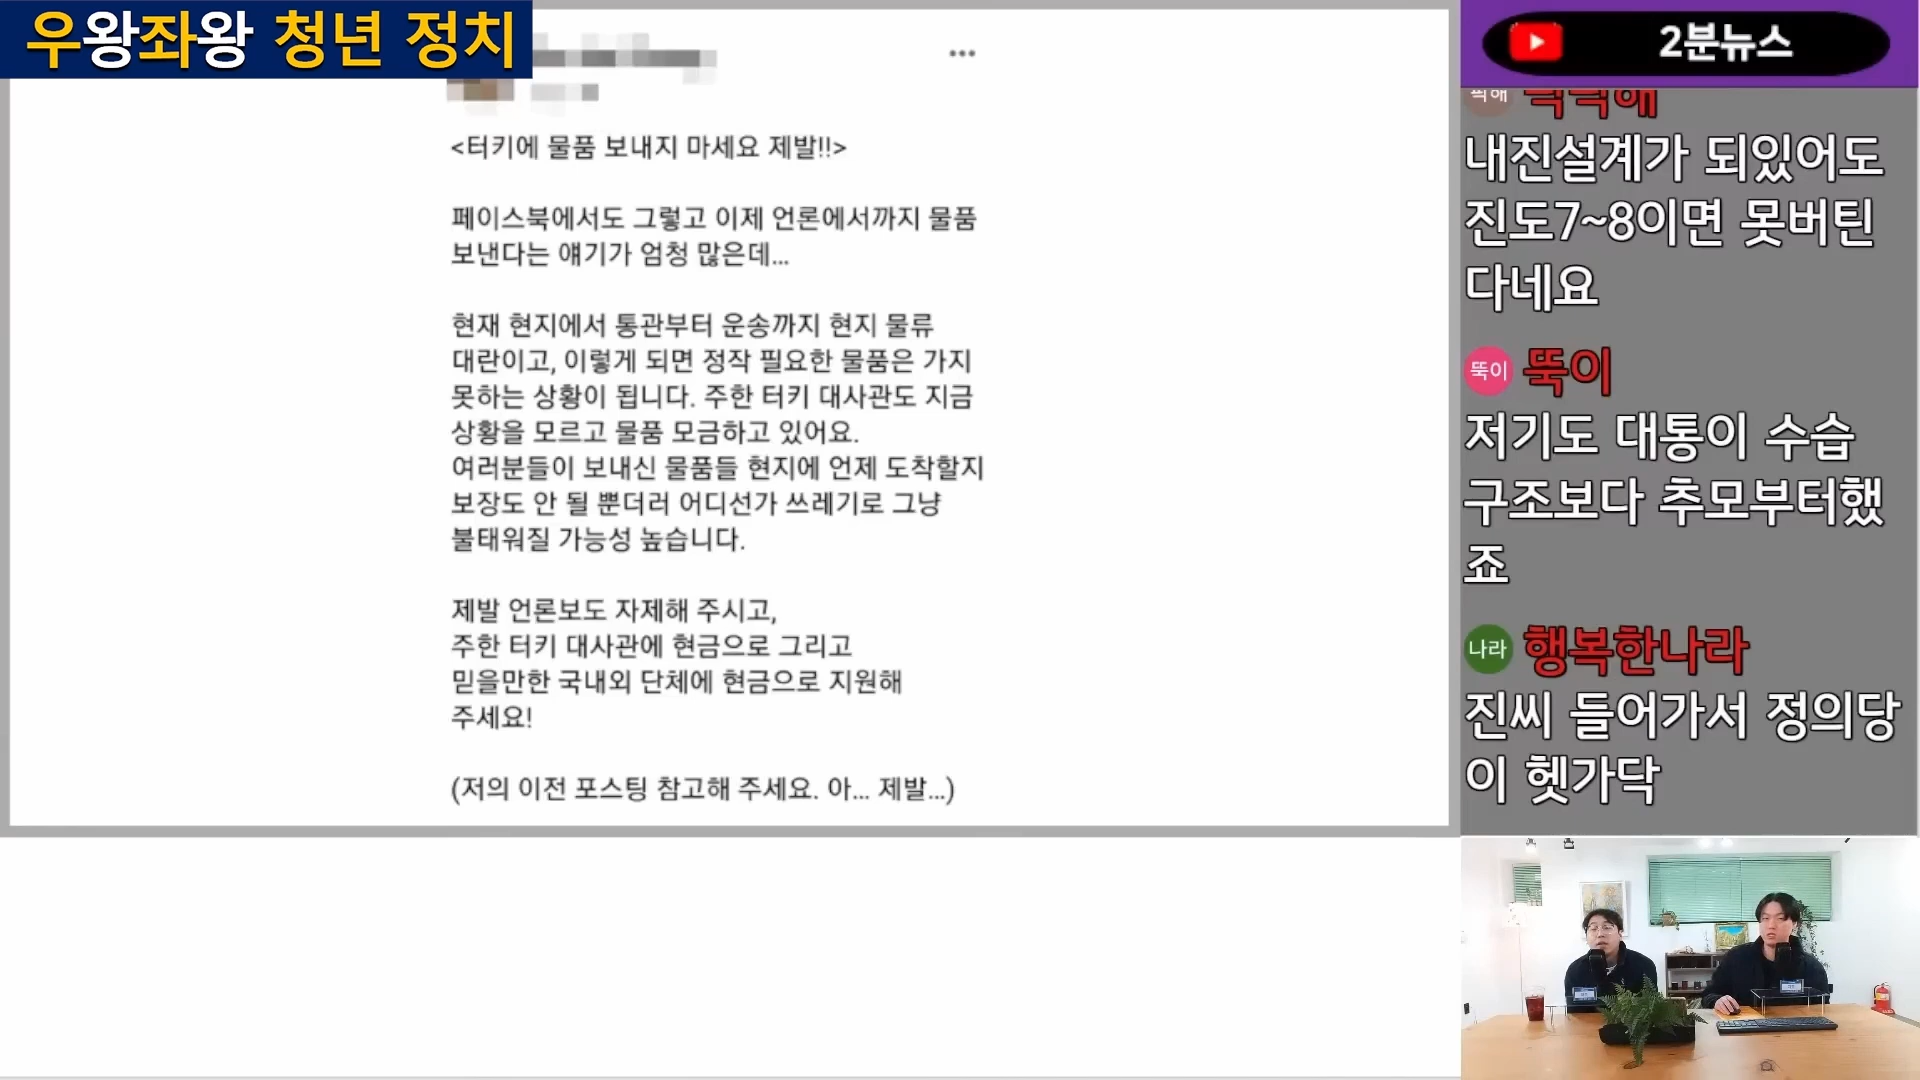 우왕좌왕 청년 정치
<터키에 물품 보내지 마세요 제발!!>
페이스북에서도 그렇고 이제 언론에서까지 물품
보낸다는 얘기가 엄청 많은데...
현재 현지에서 통관부터 운송까지 현지 물류
대란이고, 이렇게 되면 정작 필요한 물품은 가지
못하는 상황이 됩니다. 주한 터키 대사관도 지금
상황을 모르고 물품 모금하고 있어요.
여러분들이 보내신 물품들 현지에 언제 도착할지
보장도 안 될 뿐더러 어디선가 쓰레기로 그냥
불태워질 가능성 높습니다.
제발 언론보도 자제해 주시고,
주한 터키 대사관에 현금으로 그리고
믿을만한 국내외 단체에 현금으로 지원해
주세요!
(저의 이전 포스팅 참고해 주세요. 아... 제발...)
2분뉴스
내진설계가 되있어도
진도7~8이면 못버틴
다네요
뚝이 뚝이
저기도 대통이 수습
구조보다 추모부터했
죠
나라 행복한나라
진씨 들어가서 정의당
이 헷가닥